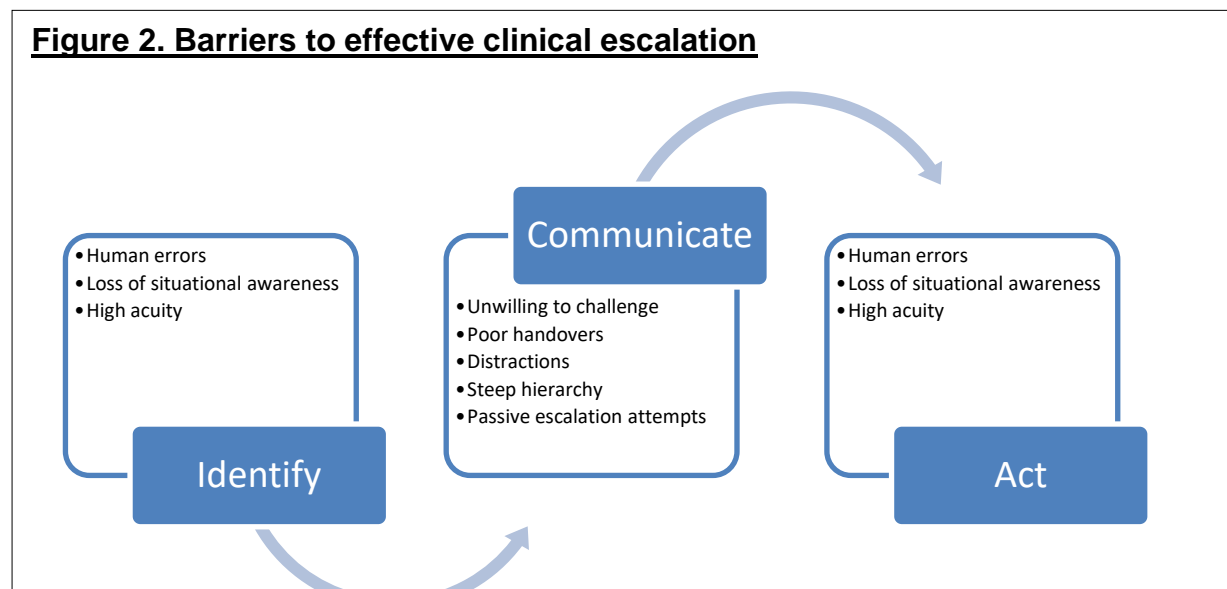 Figure 2. Barriers to effective clinical escalation
•Human errors
•Loss of situational awareness
•High acuity
Identify
Communicate
•Unwilling to challenge
•Poor handovers
•Distractions
•Steep hierarchy
•Passive escalation attempts
•Human errors
•Loss of situational awareness
•High acuity
Act